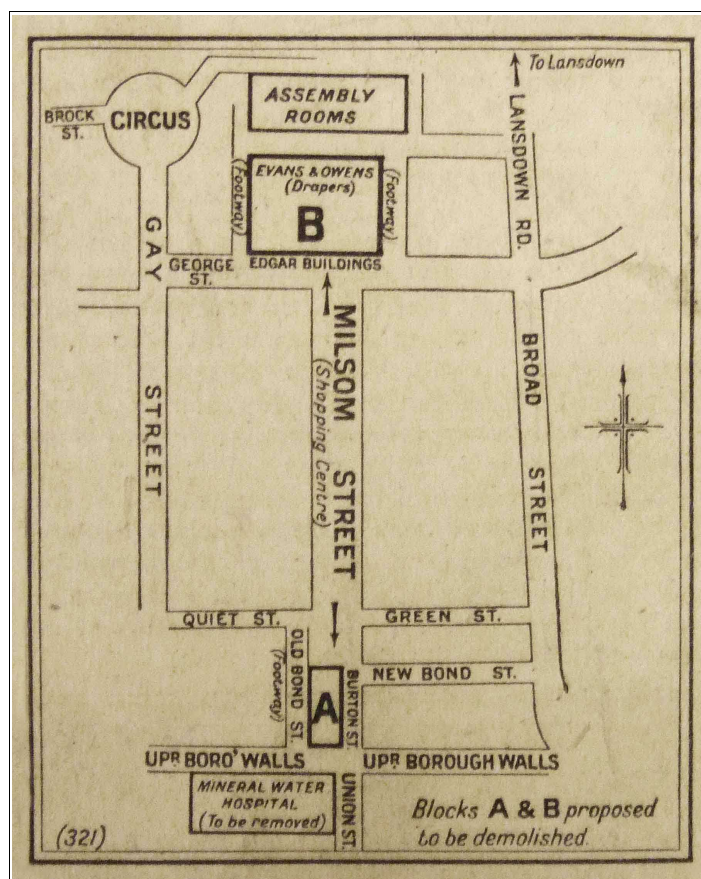 To Lansdown
ASSEMBLY
ROOMS
BROCK
ST.
CIRCUS
LANSDOWN RD.
EVANS & OWENS
(Drapers)
B
(Footway)
(Footway)
GAY
STREET
GEORGE
ST.
EDGAR BUILDINGS
MILSOM STREET
(Shopping Centre)
BROAD STREET
QUIET ST.
GREEN ST.
OLD BOND ST.
(Footway)
A
BURTON ST.
NEW BOND ST.
UPR BORO' WALLS
UPR BOROUGH WALLS
MINERAL WATER
HOSPITAL
(To be removed)
UNION ST.
Blocks A & B proposed
to be demolished.
(321)